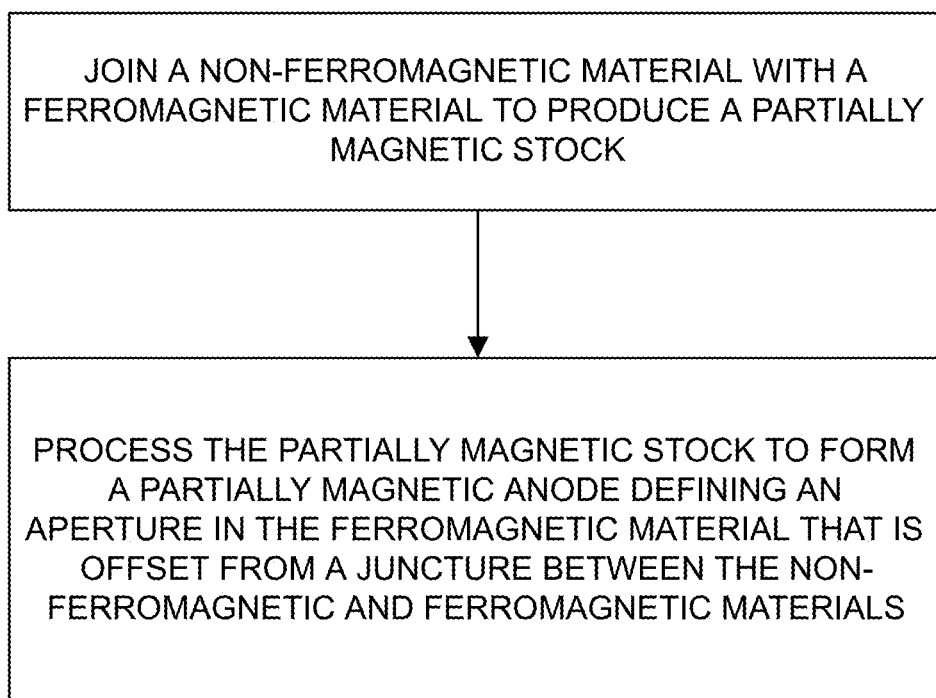 JOIN A NON-FERROMAGNETIC MATERIAL WITH A
FERROMAGNETIC MATERIAL TO PRODUCE A PARTIALLY
MAGNETIC STOCK
PROCESS THE PARTIALLY MAGNETIC STOCK TO FORM
A PARTIALLY MAGNETIC ANODE DEFINING AN
APERTURE IN THE FERROMAGNETIC MATERIAL THAT IS
OFFSET FROM A JUNCTURE BETWEEN THE NON-
FERROMAGNETIC AND FERROMAGNETIC MATERIALS